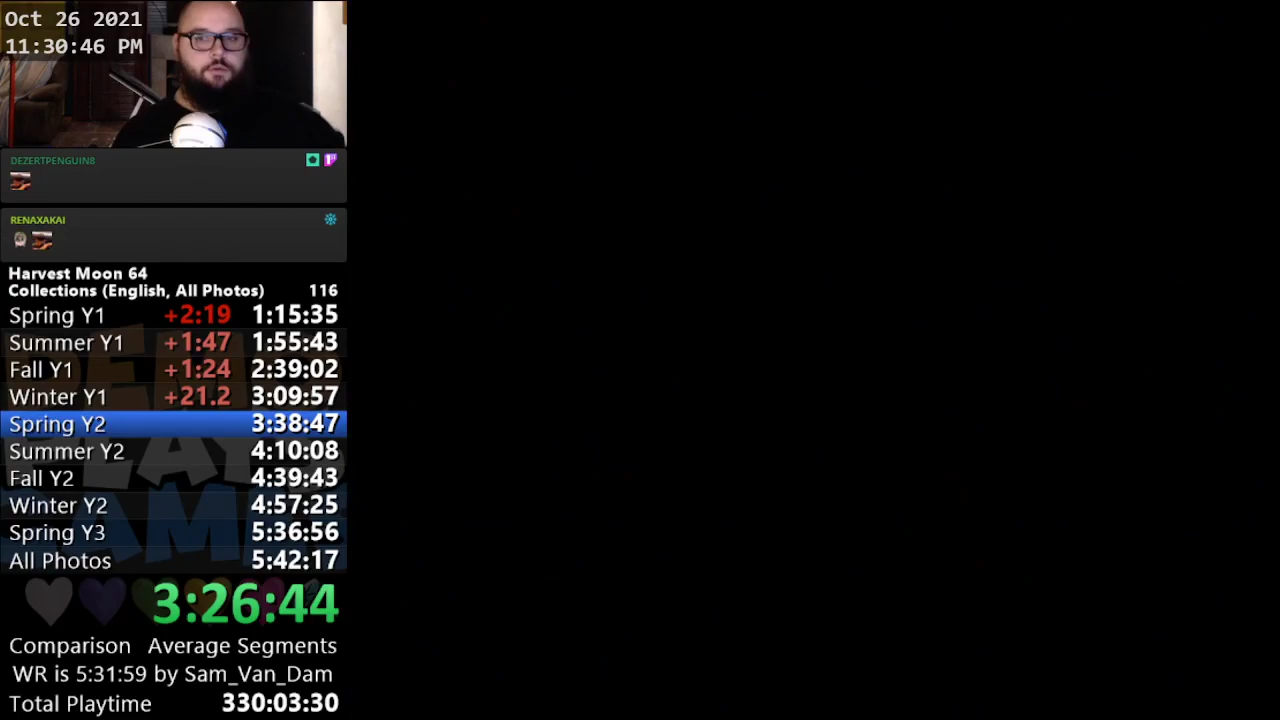 Oct 26 2021
11:30:46 PM
DEZERTPENGUIN8
RENAXAKAI
Harvest Moon 64
Collections (English, All Photos) 116
Spring Y1 +2:19 1:15:35
Summer Y1 +1:47 1:55:43
Fall Y1 +1:24 2:39:02
Winter Y1 +21.2 3:09:57
Spring Y2 3:38:47
Summer Y2 4:10:08
Fall Y2 4:39:43
Winter Y2 4:57:25
Spring Y3 5:36:56
All Photos 5:42:17
3:26:44
Comparison Average Segments
WR is 5:31:59 by Sam_Van_Dam
Total Playtime 330:03:30